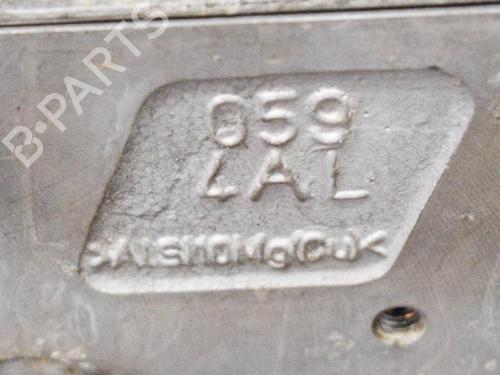 B-PARTS
059
4AL
>AlSi10Mg(Cu)<